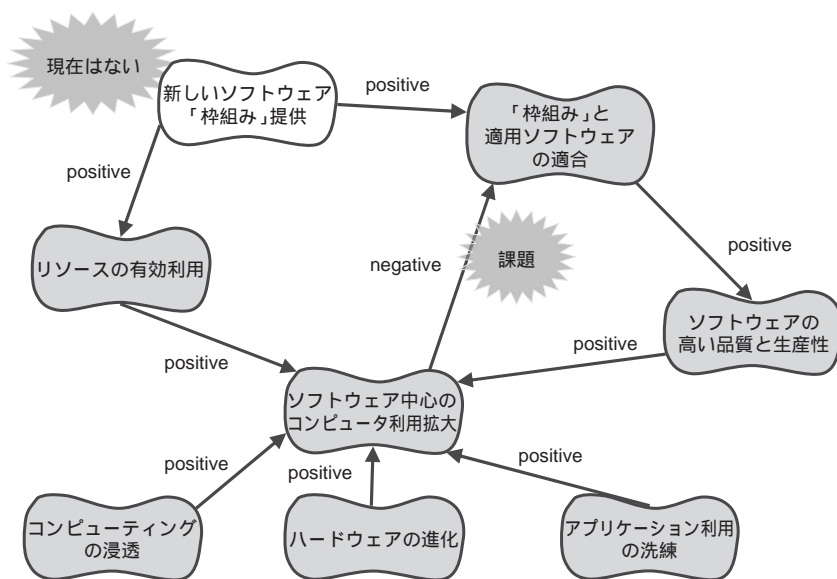 現在はない
新しいソフトウェア
「枠組み」提供
positive
「枠組み」と
適用ソフトウェア
の適合
positive
リソースの有効利用
negative
課題
positive
ソフトウェアの
高い品質と生産性
positive
positive
ソフトウェア中心の
コンピュータ利用拡大
positive
positive
positive
コンピューティング
の浸透
ハードウェアの進化
アプリケーション利用
の洗練